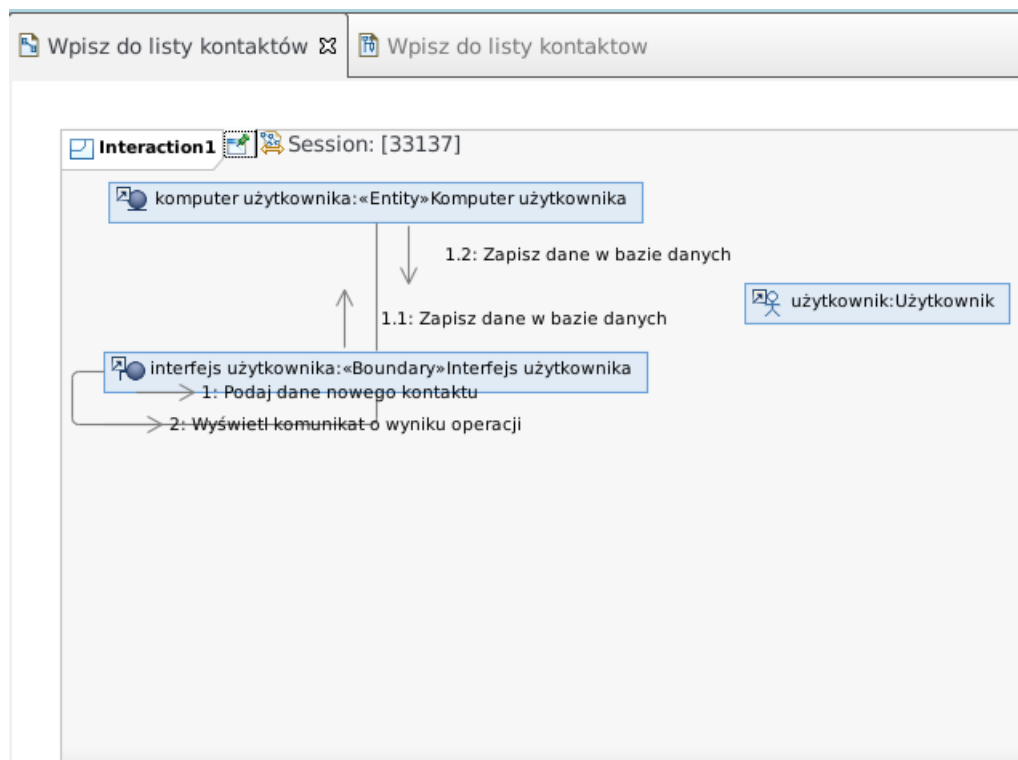 Wpisz do listy kontaktów Wpisz do listy kontaktow
Interaction1 Session: [33137]
komputer użytkownika:«Entity»Komputer użytkownika
1.2: Zapisz dane w bazie danych
użytkownik:Użytkownik
1.1: Zapisz dane w bazie danych
interfejs użytkownika:«Boundary»Interfejs użytkownika
1: Podaj dane nowego kontaktu
2: Wyświetl komunikat o wyniku operacji